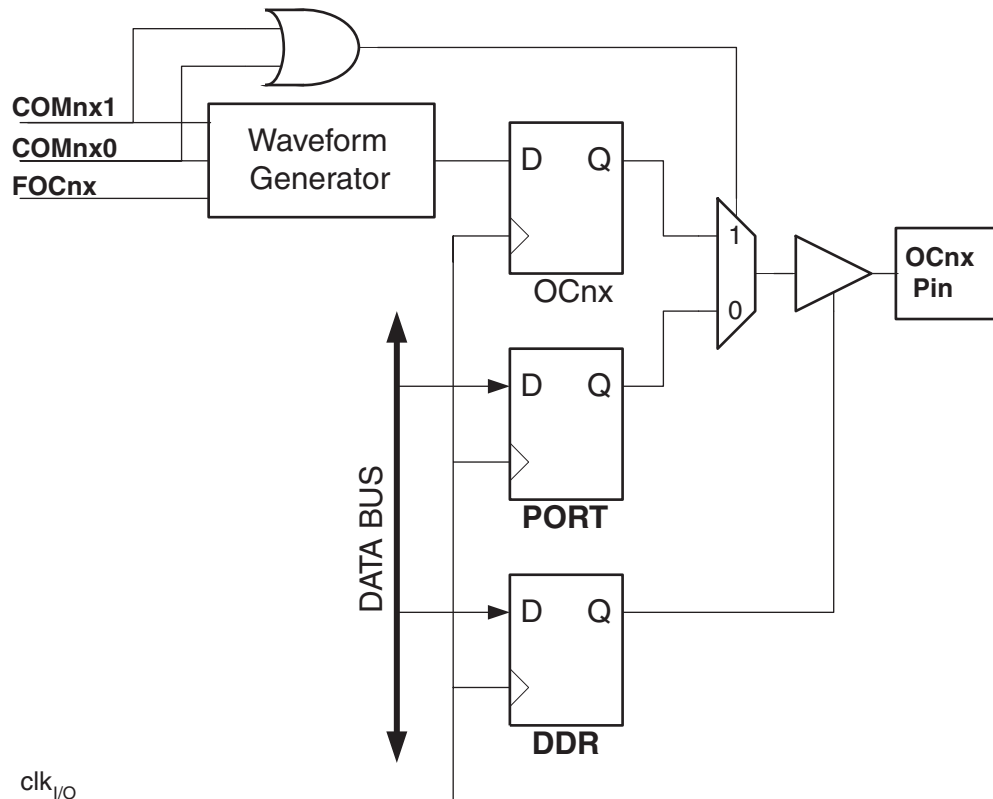 COMnx1
COMnx0
FOCnx
Waveform
Generator
D Q
OCnx
1
0
OCnx
Pin
D Q
PORT
DATA BUS
D Q
DDR
clkI/O